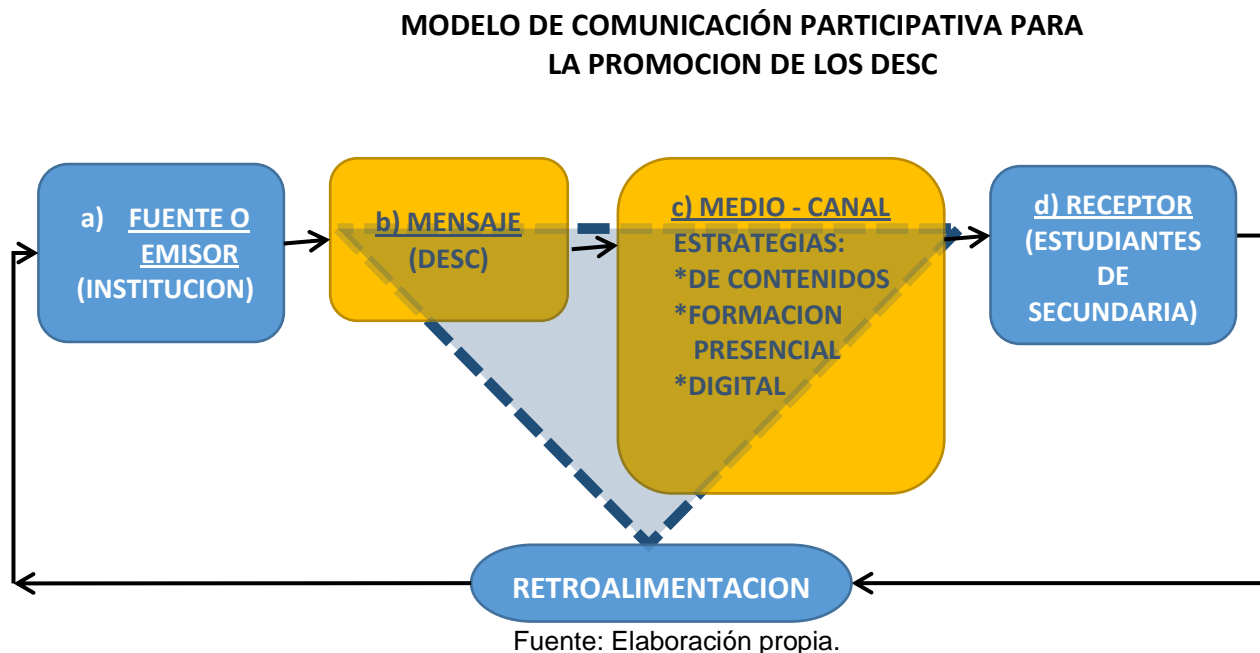 MODELO DE COMUNICACIÓN PARTICIPATIVA PARA
LA PROMOCION DE LOS DESC
a) FUENTE O
EMISOR
(INSTITUCION)
b) MENSAJE
(DESC)
c) MEDIO - CANAL
ESTRATEGIAS:
*DE CONTENIDOS
*FORMACION
PRESENCIAL
*DIGITAL
d) RECEPTOR
(ESTUDIANTES
DE
SECUNDARIA)
RETROALIMENTACION
Fuente: Elaboración propia.